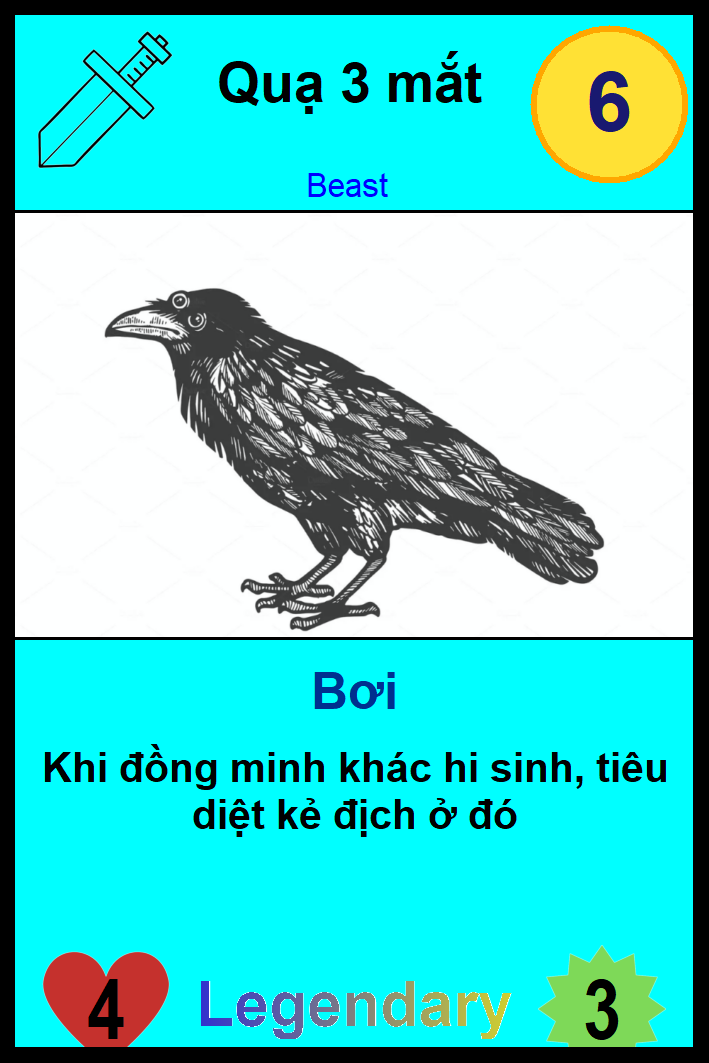 Quạ 3 mắt
6
Beast
Bơi
Khi đồng minh khác hi sinh, tiêu
diệt kẻ địch ở đó
4
Legendary
3